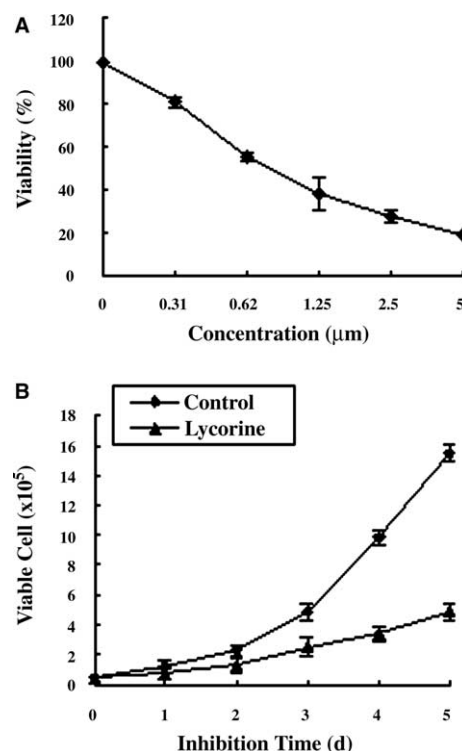 A
120
100
80
60
40
20
0
Viability (%)
0 0.31 0.62 1.25 2.5 5
Concentration (μm)
B
Control
Lycorine
18
16
14
12
10
8
6
4
2
0
Viable Cell (x10⁵)
0 1 2 3 4 5
Inhibition Time (d)